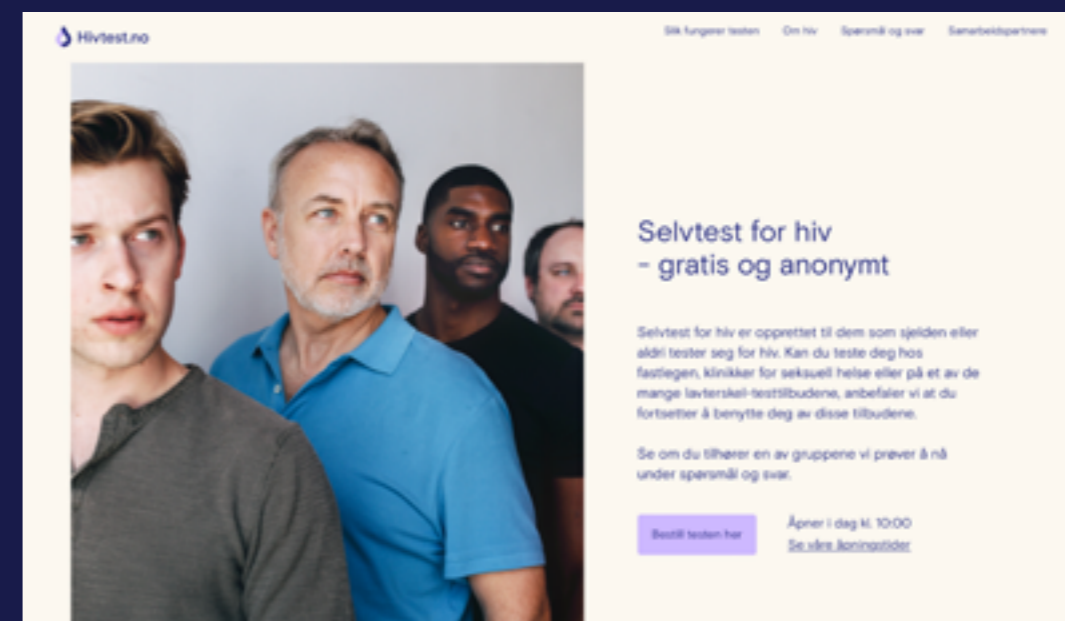 Hivtest.no
Slik fungerer testen Om hiv Spørsmål og svar Samarbeidspartnere
Selvtest for hiv
– gratis og anonymt
Selvtest for hiv er opprettet til dem som sjelden eller
aldri tester seg for hiv. Kan du teste deg hos
fastlegen, klinikker for seksuell helse eller på et av de
mange lavterskel-testtilbudene, anbefaler vi at du
fortsetter å benytte deg av disse tilbudene.
Se om du tilhører en av gruppene vi prøver å nå
under spørsmål og svar.
Bestill testen her
Åpner i dag kl. 10:00
Se våre åpningstider